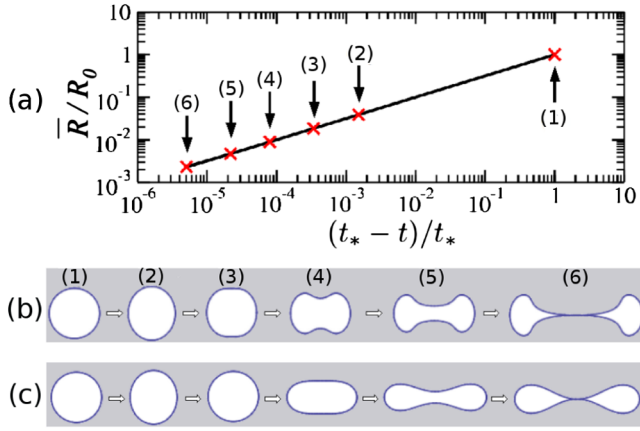 (a)
R̅/R₀
10
1
10⁻¹
10⁻²
10⁻³
(6) (5) (4) (3) (2) (1)
10⁻⁶ 10⁻⁵ 10⁻⁴ 10⁻³ 10⁻² 10⁻¹ 1 10
(t* − t)/t*
(b) (1) (2) (3) (4) (5) (6)
(c)